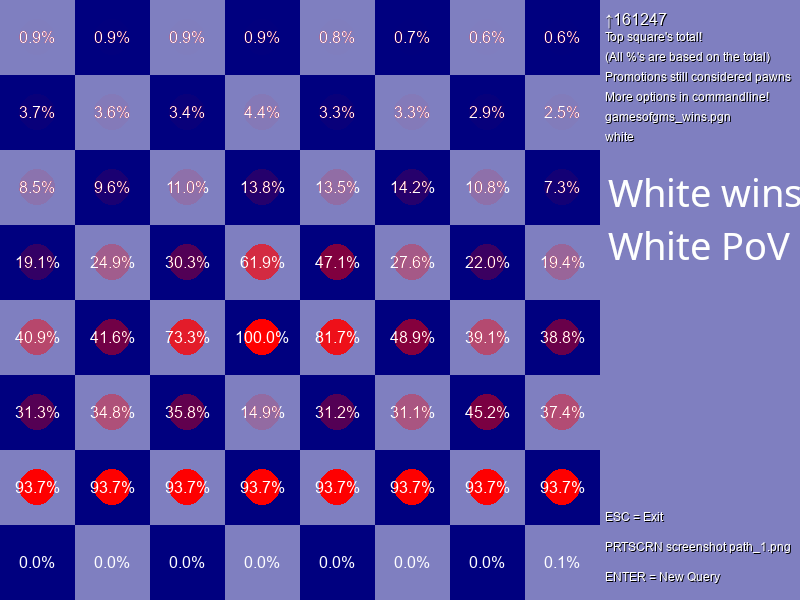 0.9% 0.9% 0.9% 0.9% 0.8% 0.7% 0.6% 0.6%
3.7% 3.6% 3.4% 4.4% 3.3% 3.3% 2.9% 2.5%
8.5% 9.6% 11.0% 13.8% 13.5% 14.2% 10.8% 7.3%
19.1% 24.9% 30.3% 61.9% 47.1% 27.6% 22.0% 19.4%
40.9% 41.6% 73.3% 100.0% 81.7% 48.9% 39.1% 38.8%
31.3% 34.8% 35.8% 14.9% 31.2% 31.1% 45.2% 37.4%
93.7% 93.7% 93.7% 93.7% 93.7% 93.7% 93.7% 93.7%
0.0% 0.0% 0.0% 0.0% 0.0% 0.0% 0.0% 0.1%
↑161247
Top square's total!
(All %'s are based on the total)
Promotions still considered pawns
More options in commandline!
gamesofgms_wins.pgn
white
White wins
White PoV
ESC = Exit
PRTSCRN screenshot path_1.png
ENTER = New Query